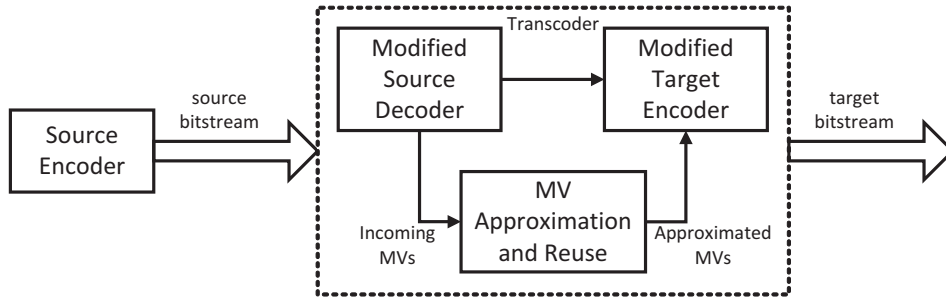 Transcoder
Modified
Source
Decoder
Modified
Target
Encoder
source
bitstream
target
bitstream
Source
Encoder
MV
Approximation
and Reuse
Incoming
MVs
Approximated
MVs